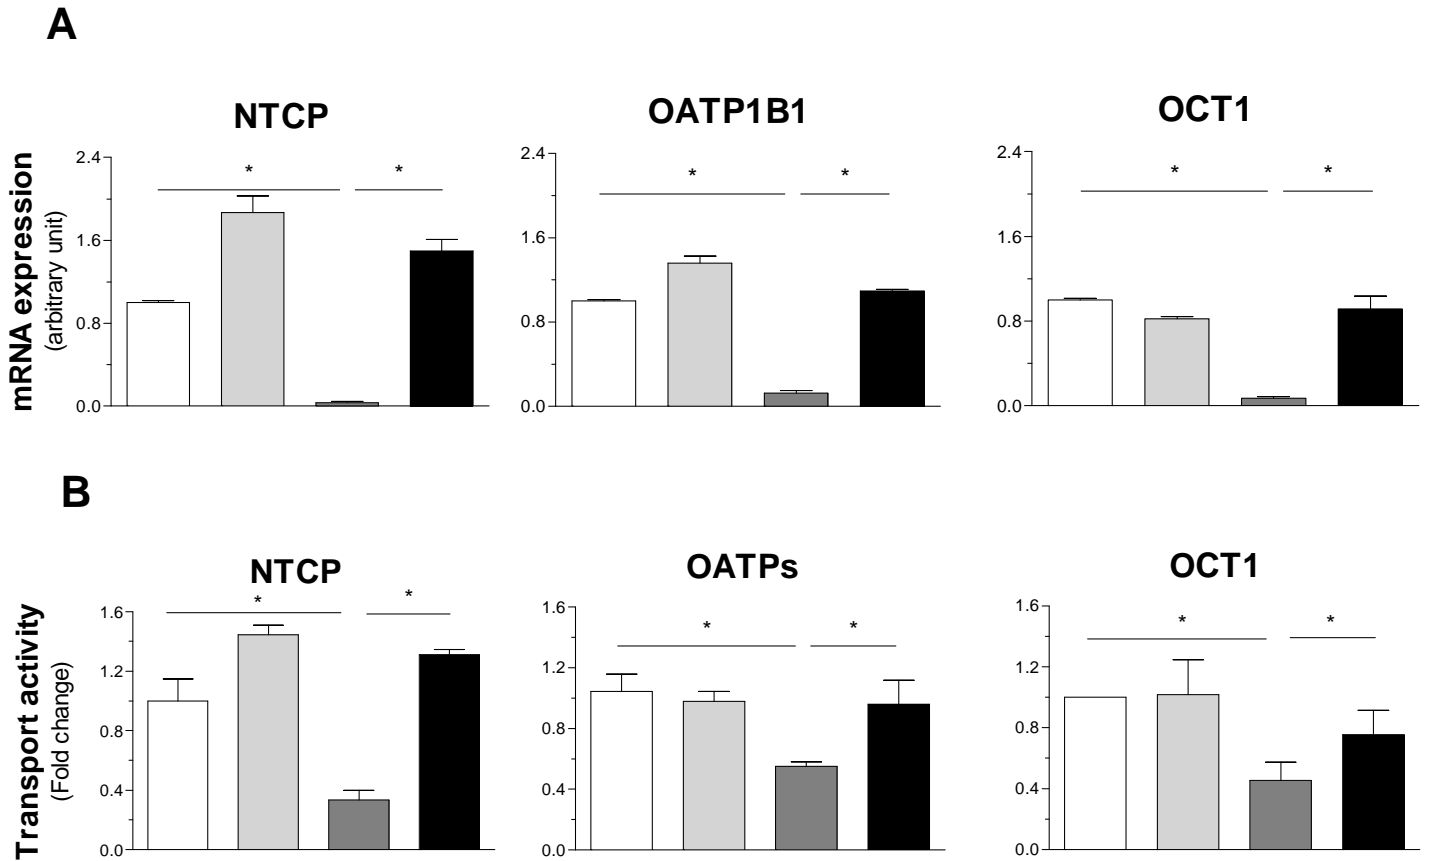 A
NTCP
OATP1B1
OCT1
mRNA expression
(arbitrary unit)
2.4
1.6
0.8
0.0
* *
2.4
1.6
0.8
0.0
* *
2.4
1.6
0.8
0.0
* *
B
NTCP
OATPs
OCT1
Transport activity
(Fold change)
1.6
1.2
0.8
0.4
0.0
* *
1.6
1.2
0.8
0.4
0.0
* *
1.6
1.2
0.8
0.4
0.0
* *